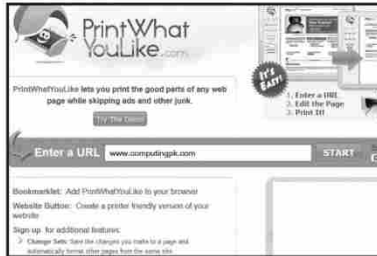 PrintWhat
YouLike.com
PrintWhatYouLike lets you print the good parts of any web
page while skipping ads and other junk.
Try The Demo!
It's
EASY!
1. Enter a URL
2. Edit the Page
3. Print It!
Enter a URL www.computingpk.com START
Bookmarklet: Add PrintWhatYouLike to your browser
Website Button: Create a printer friendly version of your
website
Sign up for additional features:
> Change Sets: Save the changes you make to a page and
automatically format other pages from the same site